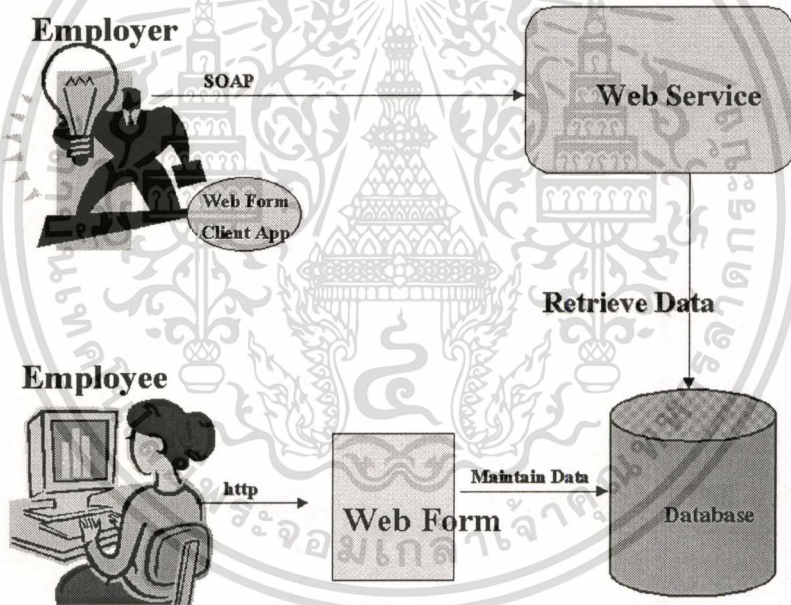 Employer
SOAP
Web Service
Web Form
Client App
Retrieve Data
Employee
http
Maintain Data
Web Form
Database